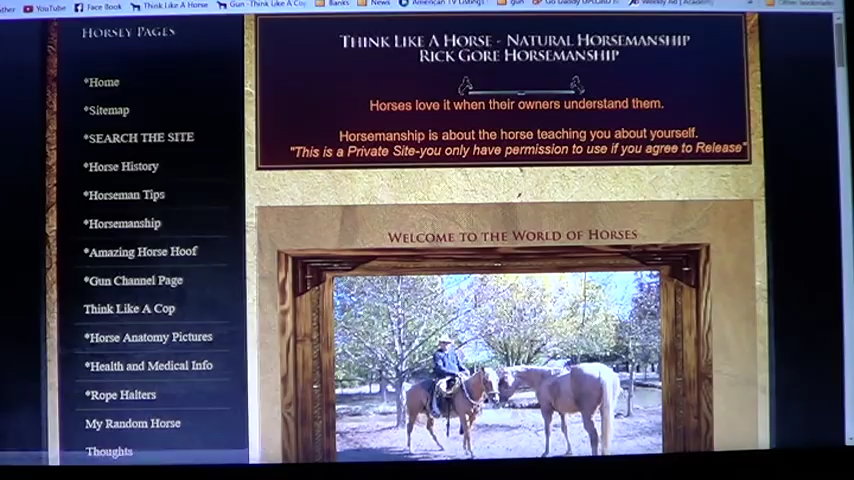 YouTube
Face Book
Think Like A Horse
Gun -Think Like A Cop
Banks
News
American TV Listings
gun
HORSEY PAGES
*Home
*Sitemap
*SEARCH THE SITE
*Horse History
*Horseman Tips
*Horsemanship
*Amazing Horse Hoof
*Gun Channel Page
Think Like A Cop
*Horse Anatomy Pictures
*Health and Medical Info
*Rope Halters
My Random Horse
Thoughts
THINK LIKE A HORSE - NATURAL HORSEMANSHIP
RICK GORE HORSEMANSHIP
Horses love it when their owners understand them.
Horsemanship is about the horse teaching you about yourself.
"This is a Private Site-you only have permission to use if you agree to Release"
WELCOME TO THE WORLD OF HORSES